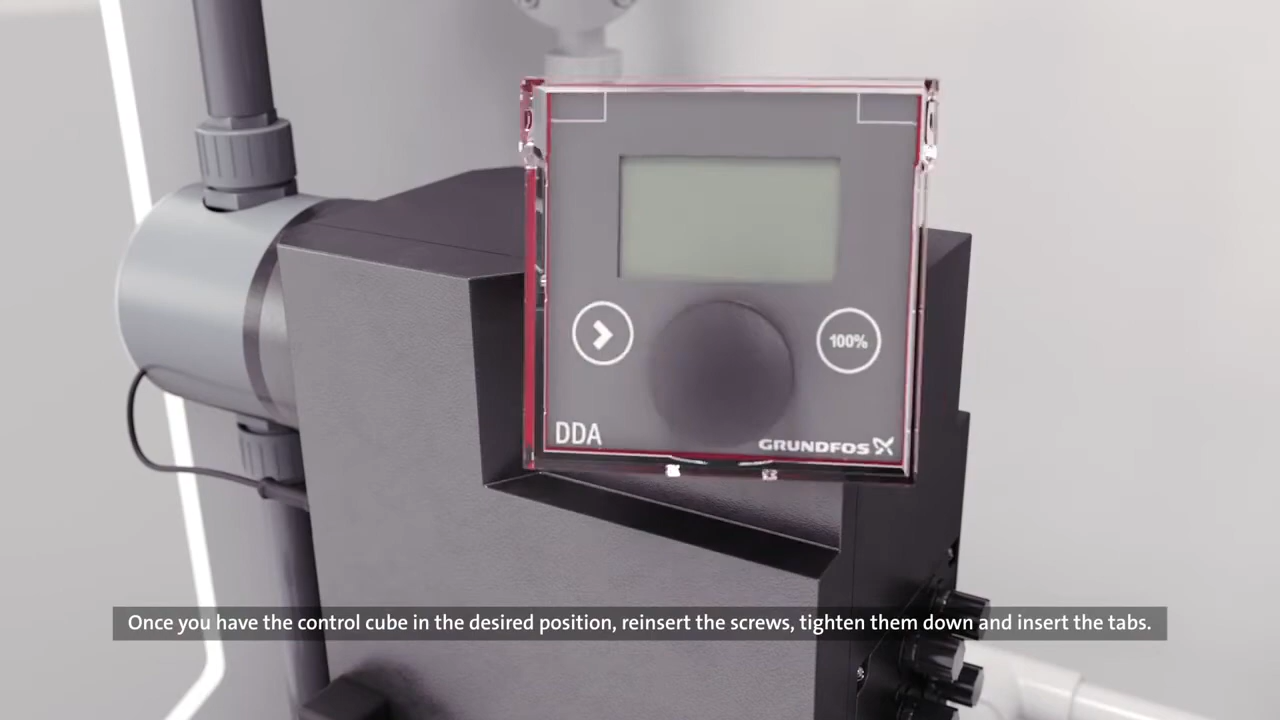 100%
DDA
GRUNDFOS
Once you have the control cube in the desired position, reinsert the screws, tighten them down and insert the tabs.